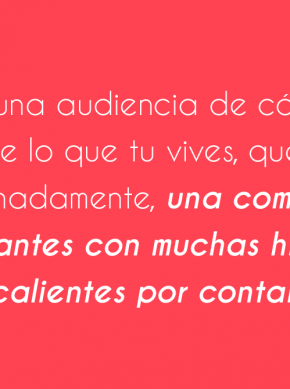 una audiencia de có
e lo que tu vives, qu
nadamente, una com
antes con muchas h
calientes por conta